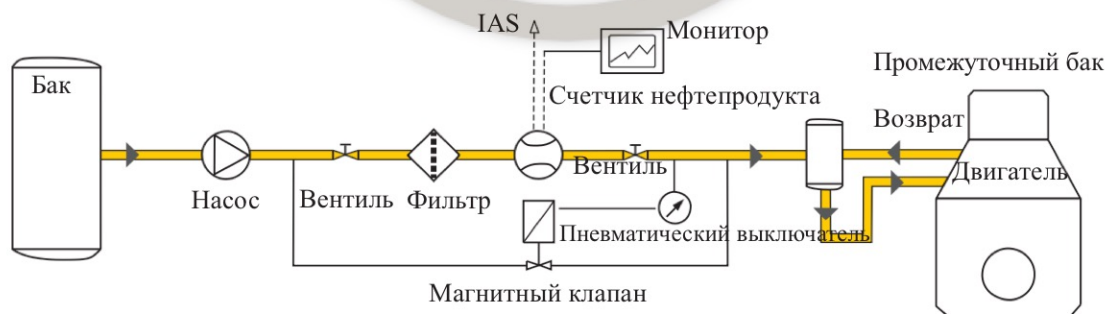 IAS
Монитор
Промежуточный бак
Бак
Счетчик нефтепродукта
Возврат
Вентиль
Двигатель
Насос
Вентиль
Фильтр
Пневматический выключатель
Магнитный клапан